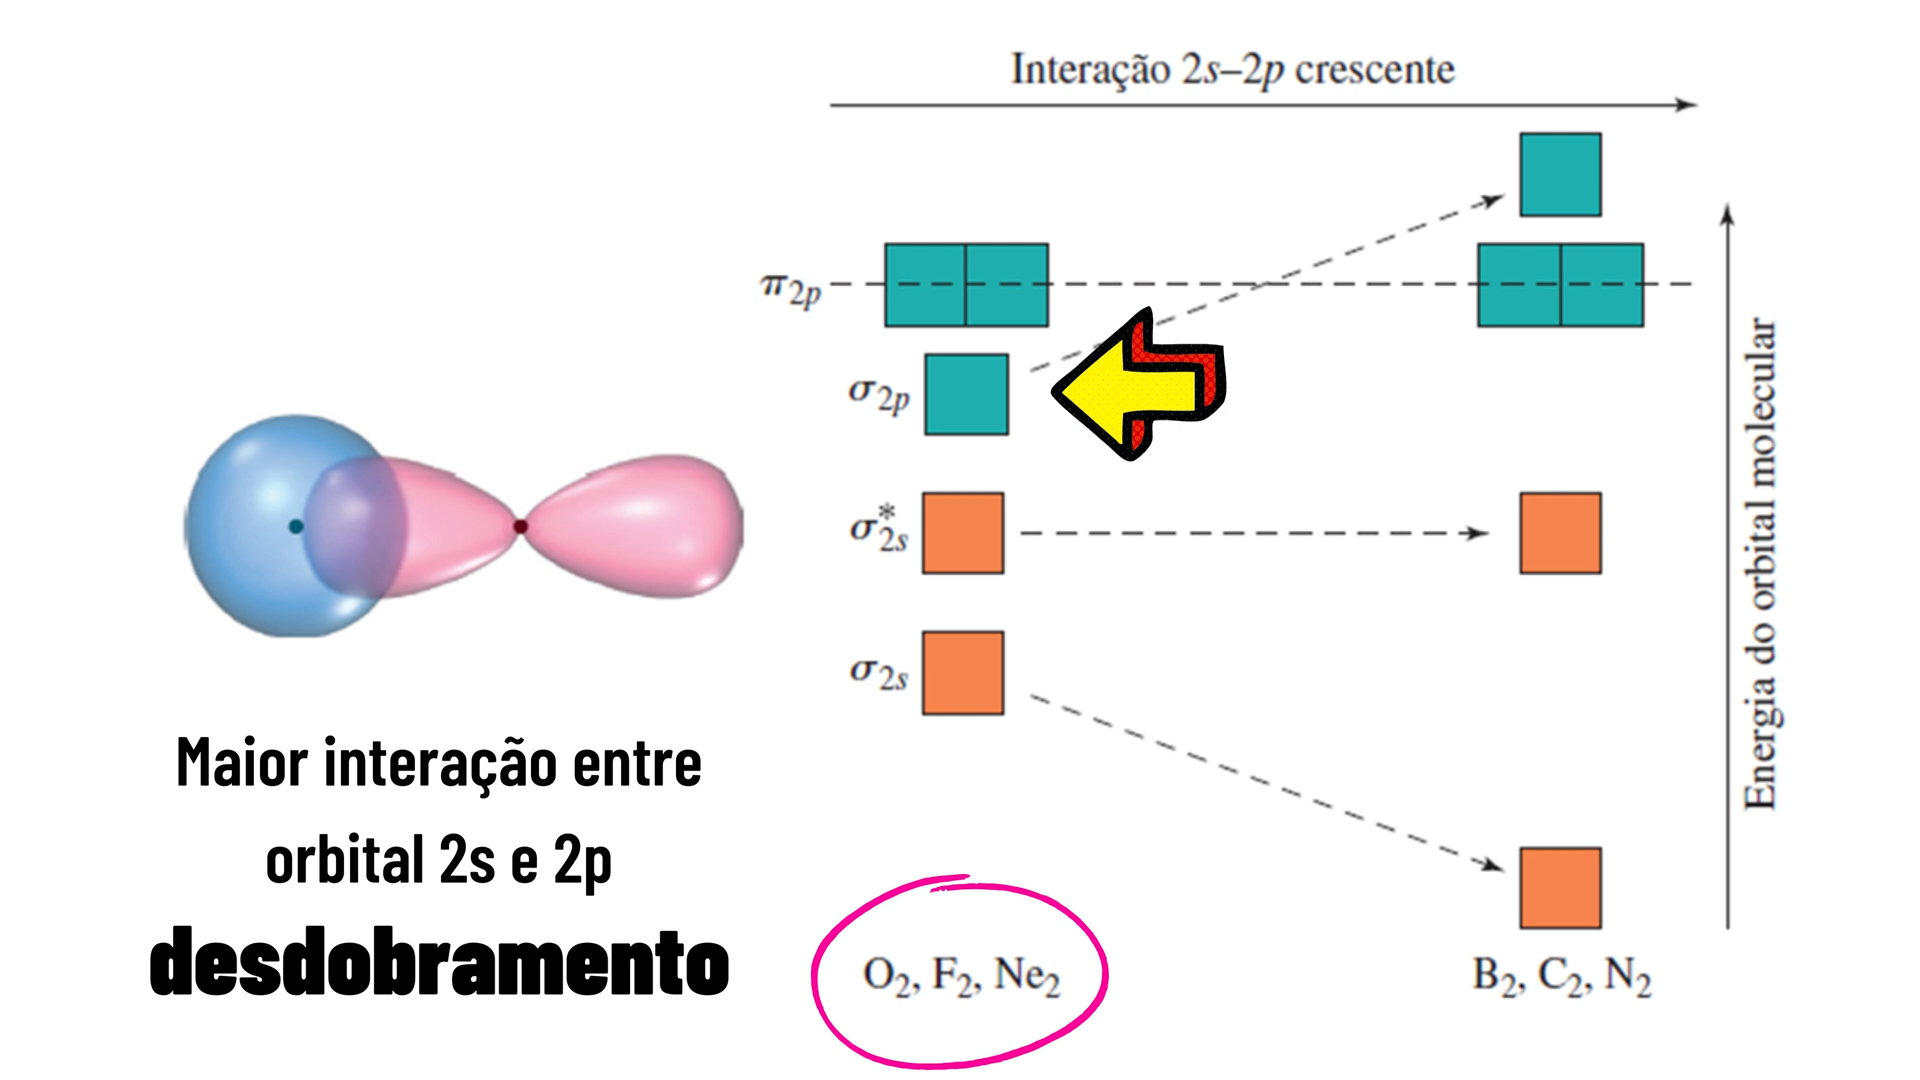 Interação 2s–2p crescente
π2p
σ2p
σ*2s
σ2s
Energia do orbital molecular
Maior interação entre
orbital 2s e 2p
desdobramento
O2, F2, Ne2
B2, C2, N2